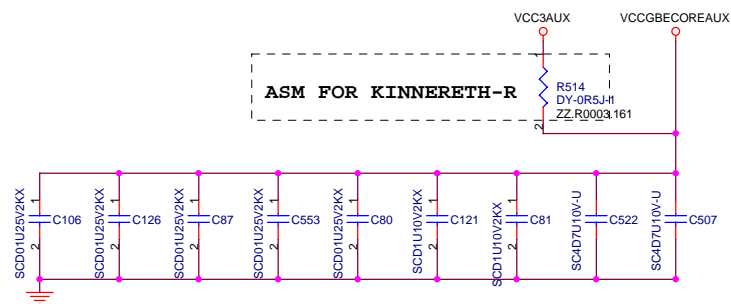 VCC3AUX
VCCGBECOREAUX
ASM FOR KINNERETH-R
1
R514
DY-0R5J-1
ZZ.R0003.161
2
SCD01U25V2KX
1
C106
2
SCD01U25V2KX
1
C126
2
SCD01U25V2KX
1
C87
2
SCD01U25V2KX
1
C553
2
SCD01U25V2KX
1
C80
2
SCD1U10V2KX
1
C121
2
SCD1U10V2KX
1
C81
2
SC4D7U10V-U
1
C522
2
SC4D7U10V-U
1
C507
2